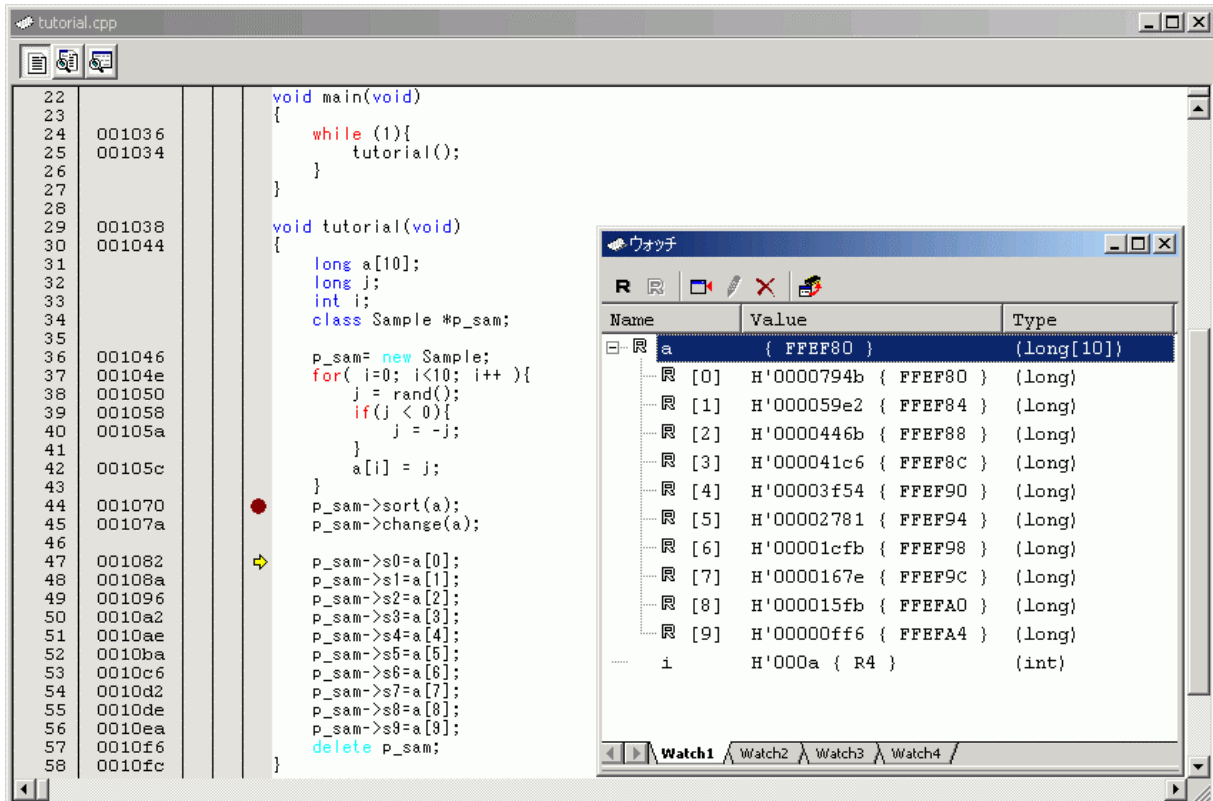 tutorial.cpp
22 void main(void)
23 {
24 001036 while (1){
25 001034 tutorial();
26 }
27 }
28
29 001038 void tutorial(void)
30 001044 {
31 long a[10];
32 long j;
33 int i;
34 class Sample *p_sam;
35
36 001046 p_sam= new Sample;
37 00104e for( i=0; i<10; i++ ){
38 001050 j = rand();
39 001058 if(j < 0){
40 00105a j = -j;
41 }
42 00105c a[i] = j;
43 }
44 001070 p_sam->sort(a);
45 00107a p_sam->change(a);
46
47 001082 p_sam->s0=a[0];
48 00108a p_sam->s1=a[1];
49 001096 p_sam->s2=a[2];
50 0010a2 p_sam->s3=a[3];
51 0010ae p_sam->s4=a[4];
52 0010ba p_sam->s5=a[5];
53 0010c6 p_sam->s6=a[6];
54 0010d2 p_sam->s7=a[7];
55 0010de p_sam->s8=a[8];
56 0010ea p_sam->s9=a[9];
57 0010f6 delete p_sam;
58 0010fc }
ウォッチ
R R
Name Value Type
R a { FFEF80 } (long[10])
R [0] H'0000794b { FFEF80 } (long)
R [1] H'000059e2 { FFEF84 } (long)
R [2] H'0000446b { FFEF88 } (long)
R [3] H'000041c6 { FFEF8C } (long)
R [4] H'00003f54 { FFEF90 } (long)
R [5] H'00002781 { FFEF94 } (long)
R [6] H'00001cfb { FFEF98 } (long)
R [7] H'0000167e { FFEF9C } (long)
R [8] H'000015fb { FFEFA0 } (long)
R [9] H'00000ff6 { FFEFA4 } (long)
i H'000a { R4 } (int)
Watch1 Watch2 Watch3 Watch4